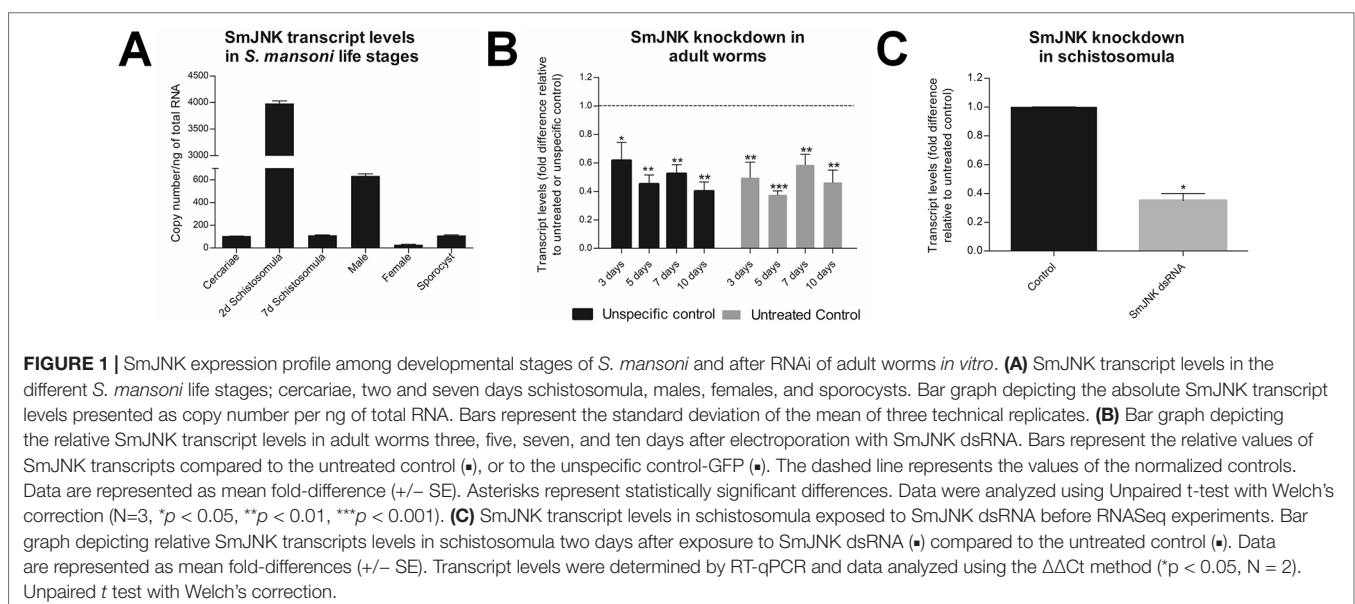 A
SmJNK transcript levels
in S. mansoni life stages
Copy number/ng of total RNA
4500
4000
3500
3000
600
400
200
0
Cercariae
2d Schistosomula
7d Schistosomula
Male
Female
Sporocyst
B
SmJNK knockdown in
adult worms
Transcript levels (fold difference relative
to untreated or unspecific control)
1.2
1.0
0.8
0.6
0.4
0.2
0.0
*
**
**
**
**
***
**
**
3 days
5 days
7 days
10 days
3 days
5 days
7 days
10 days
Unspecific control
Untreated Control
C
SmJNK knockdown
in schistosomula
Transcript levels (fold difference
relative to untreated control)
1.2
1.0
0.8
0.6
0.4
0.2
0.0
*
Control
SmJNK dsRNA
FIGURE 1 | SmJNK expression profile among developmental stages of S. mansoni and after RNAi of adult worms in vitro. (A) SmJNK transcript levels in the
different S. mansoni life stages; cercariae, two and seven days schistosomula, males, females, and sporocysts. Bar graph depicting the absolute SmJNK transcript
levels presented as copy number per ng of total RNA. Bars represent the standard deviation of the mean of three technical replicates. (B) Bar graph depicting
the relative SmJNK transcript levels in adult worms three, five, seven, and ten days after electroporation with SmJNK dsRNA. Bars represent the relative values of
SmJNK transcripts compared to the untreated control (▪), or to the unspecific control-GFP (▪). The dashed line represents the values of the normalized controls.
Data are represented as mean fold-difference (+/− SE). Asterisks represent statistically significant differences. Data were analyzed using Unpaired t-test with Welch's
correction (N=3, *p < 0.05, **p < 0.01, ***p < 0.001). (C) SmJNK transcript levels in schistosomula exposed to SmJNK dsRNA before RNASeq experiments. Bar
graph depicting relative SmJNK transcripts levels in schistosomula two days after exposure to SmJNK dsRNA (▪) compared to the untreated control (▪). Data
are represented as mean fold-differences (+/− SE). Transcript levels were determined by RT-qPCR and data analyzed using the ΔΔCt method (*p < 0.05, N = 2).
Unpaired t test with Welch's correction.